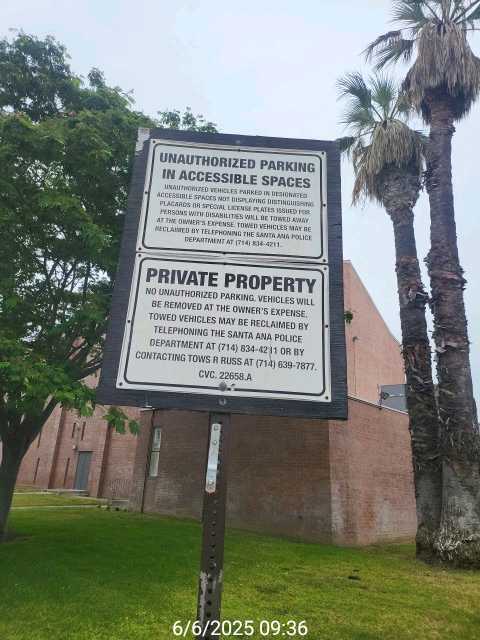 UNAUTHORIZED PARKING
IN ACCESSIBLE SPACES
UNAUTHORIZED VEHICLES PARKED IN DESIGNATED
ACCESSIBLE SPACES NOT DISPLAYING DISTINGUISHING
PLACARDS OR SPECIAL LICENSE PLATES ISSUED FOR
PERSONS WITH DISABILITIES WILL BE TOWED AWAY
AT THE OWNER'S EXPENSE. TOWED VEHICLES MAY BE
RECLAIMED BY TELEPHONING THE SANTA ANA POLICE
DEPARTMENT AT (714) 834-4211.
PRIVATE PROPERTY
NO UNAUTHORIZED PARKING. VEHICLES WILL
BE REMOVED AT THE OWNER'S EXPENSE.
TOWED VEHICLES MAY BE RECLAIMED BY
TELEPHONING THE SANTA ANA POLICE
DEPARTMENT AT (714) 834-4211 OR BY
CONTACTING TOWS R RUSS AT (714) 639-7877.
CVC. 22658.A
6/6/2025 09:36